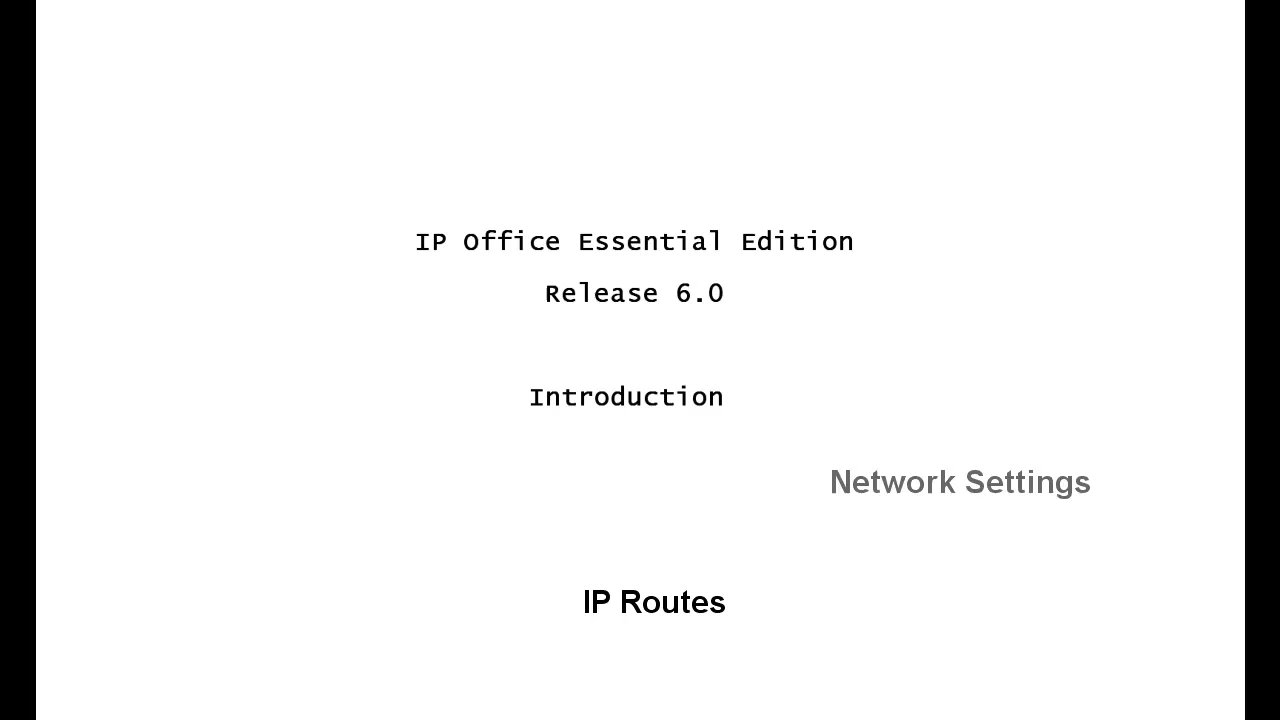 IP Office Essential Edition
Release 6.0
Introduction
Network Settings
IP Routes